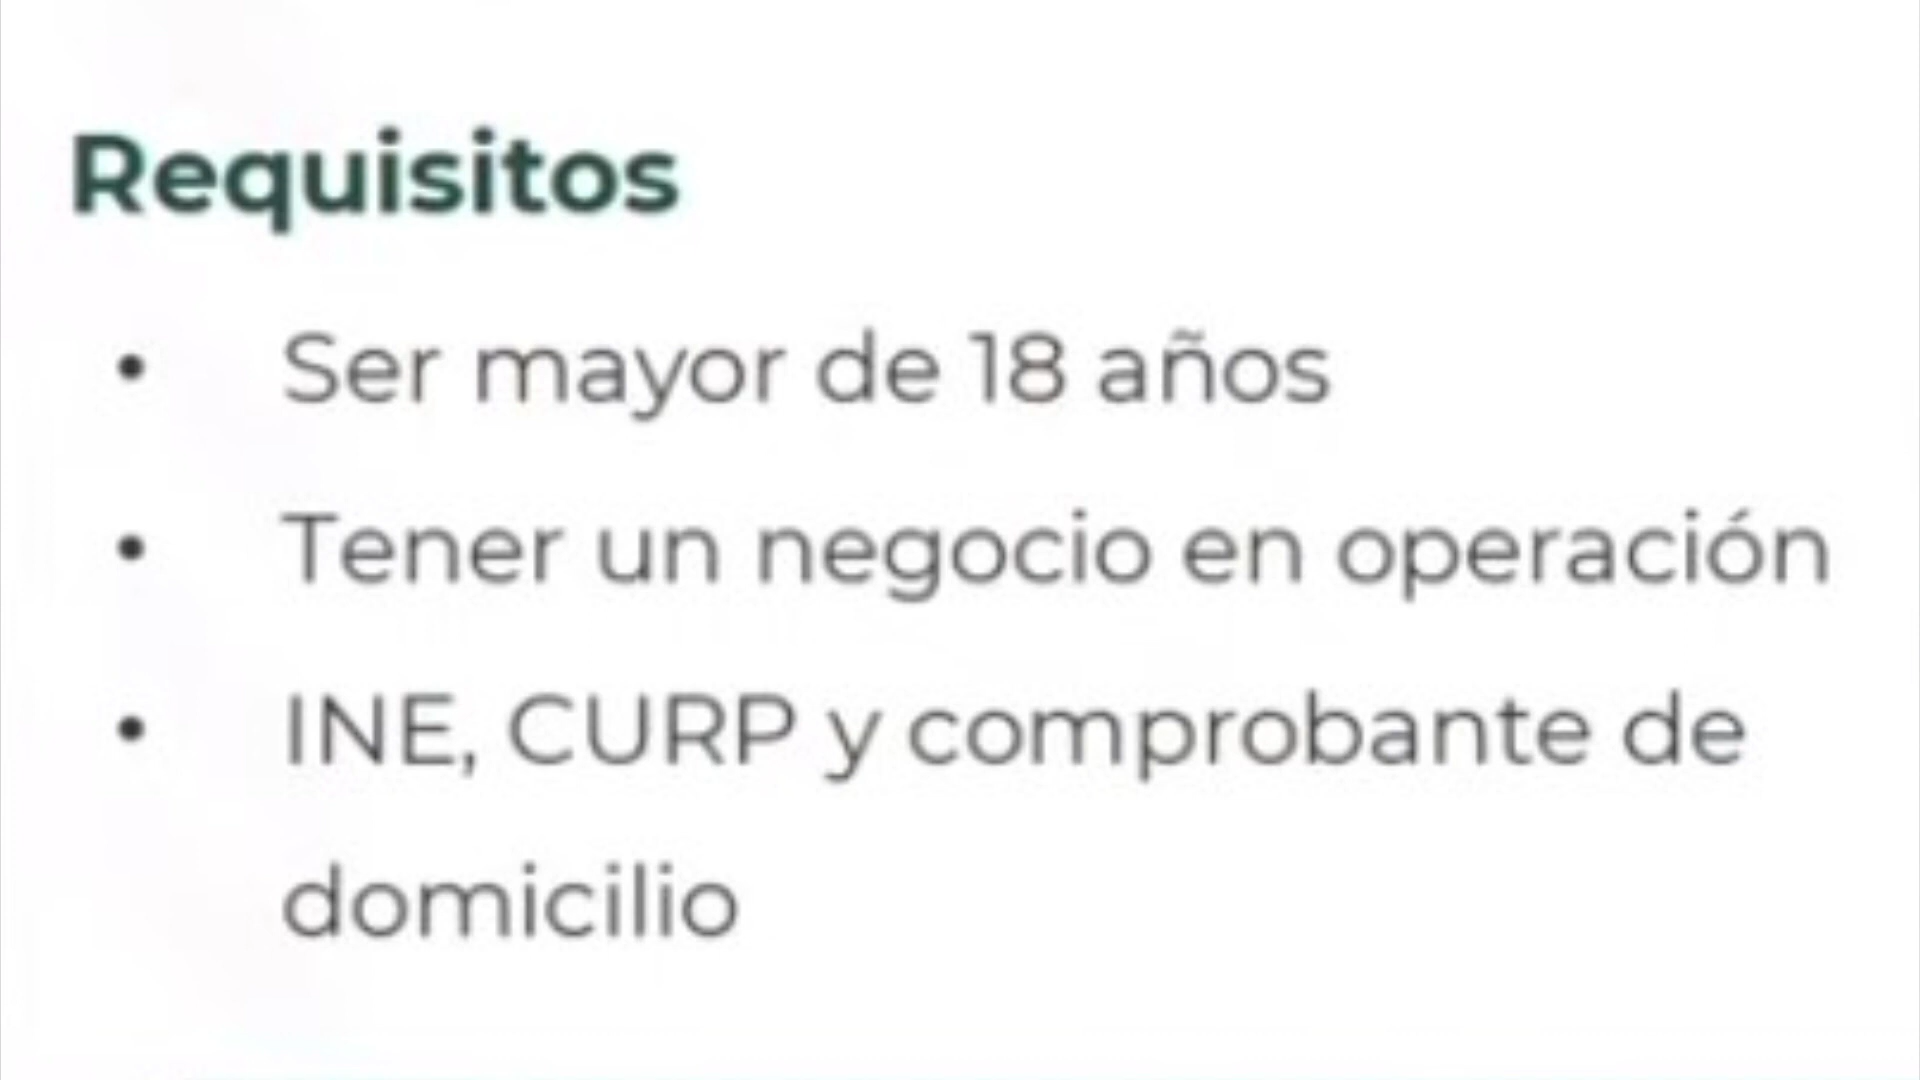 Requisitos
• Ser mayor de 18 años
• Tener un negocio en operación
• INE, CURP y comprobante de
domicilio